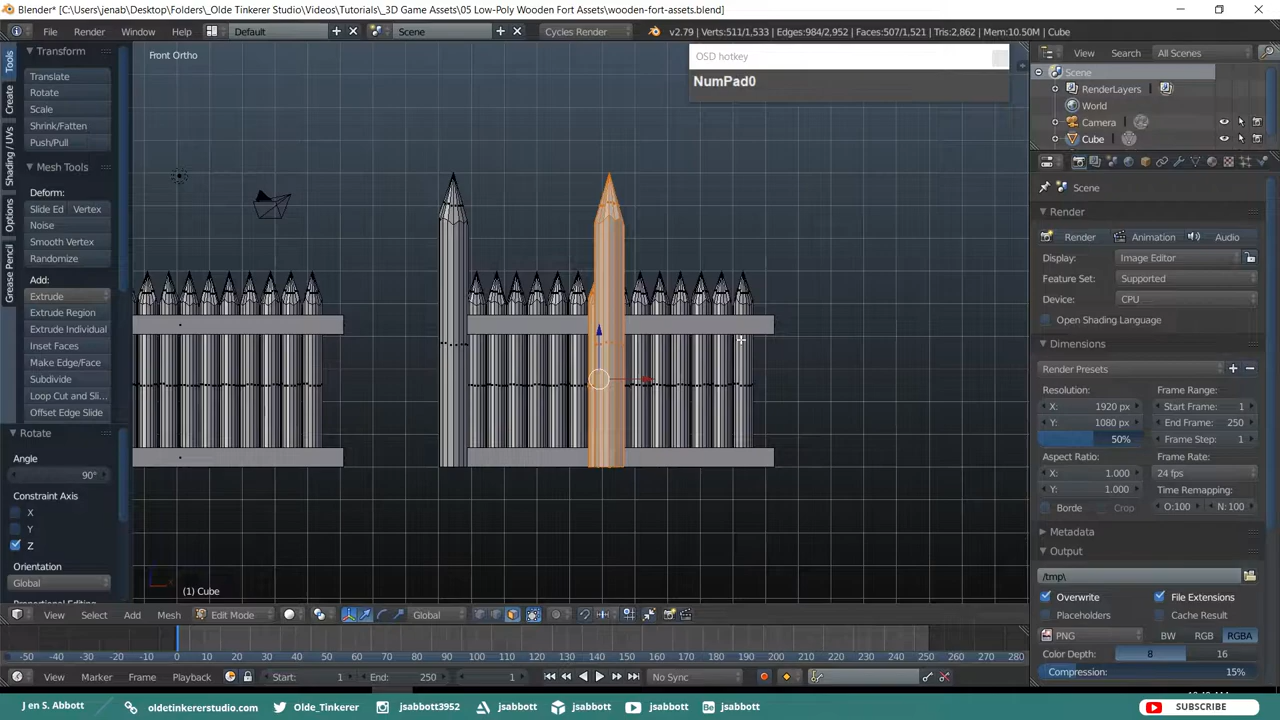 Blender* [C:\Users\jenab\Desktop\Folders\_Olde Tinkerer Studio\Videos\Tutorials\_3D Game Assets\05 Low-Poly Wooden Fort Assets\wooden-fort-assets.blend]
File Render Window Help Default Scene Cycles Render v2.79 | Verts:511/1,533 | Edges:984/2,952 | Faces:507/1,521 | Tris:2,862 | Mem:10.50M | Cube
View Search All Scenes
Tools
Create
Shading / UVs
Options
Grease Pencil
Transform
Translate
Rotate
Scale
Shrink/Fatten
Push/Pull
Mesh Tools
Deform:
Slide Ed Vertex
Noise
Smooth Vertex
Randomize
Add:
Extrude
Extrude Region
Extrude Individual
Inset Faces
Make Edge/Face
Subdivide
Loop Cut and Sli...
Offset Edge Slide
Rotate
Angle
90°
Constraint Axis
X
Y
Z
Orientation
Global
Front Ortho
OSD hotkey
NumPad0
(1) Cube
Scene
RenderLayers
World
Camera
Cube
Scene
Render
Render Animation Audio
Display: Image Editor
Feature Set: Supported
Device: CPU
Open Shading Language
Dimensions
Render Presets
Resolution: Frame Range:
X: 1920 px Start Frame: 1
Y: 1080 px End Frame: 250
50% Frame Step: 1
Aspect Ratio: Frame Rate:
X: 1.000 24 fps
Y: 1.000 Time Remapping:
Borde Crop O:100 N:100
Metadata
Output
/tmp\
Overwrite File Extensions
Placeholders Cache Result
PNG BW RGB RGBA
Color Depth: 8 16
Compression: 15%
View Select Add Mesh Edit Mode Global
-50 -40 -30 -20 -10 0 10 20 30 40 50 60 70 80 90 100 110 120 130 140 150 160 170 180 190 200 210 220 230 240 250 260 270 280
View Marker Frame Playback Start: 1 End: 250 1 No Sync
J en S. Abbott oldetinkererstudio.com Olde_Tinkerer jsabbott3952 jsabbott jsabbott jsabbott jsabbott SUBSCRIBE